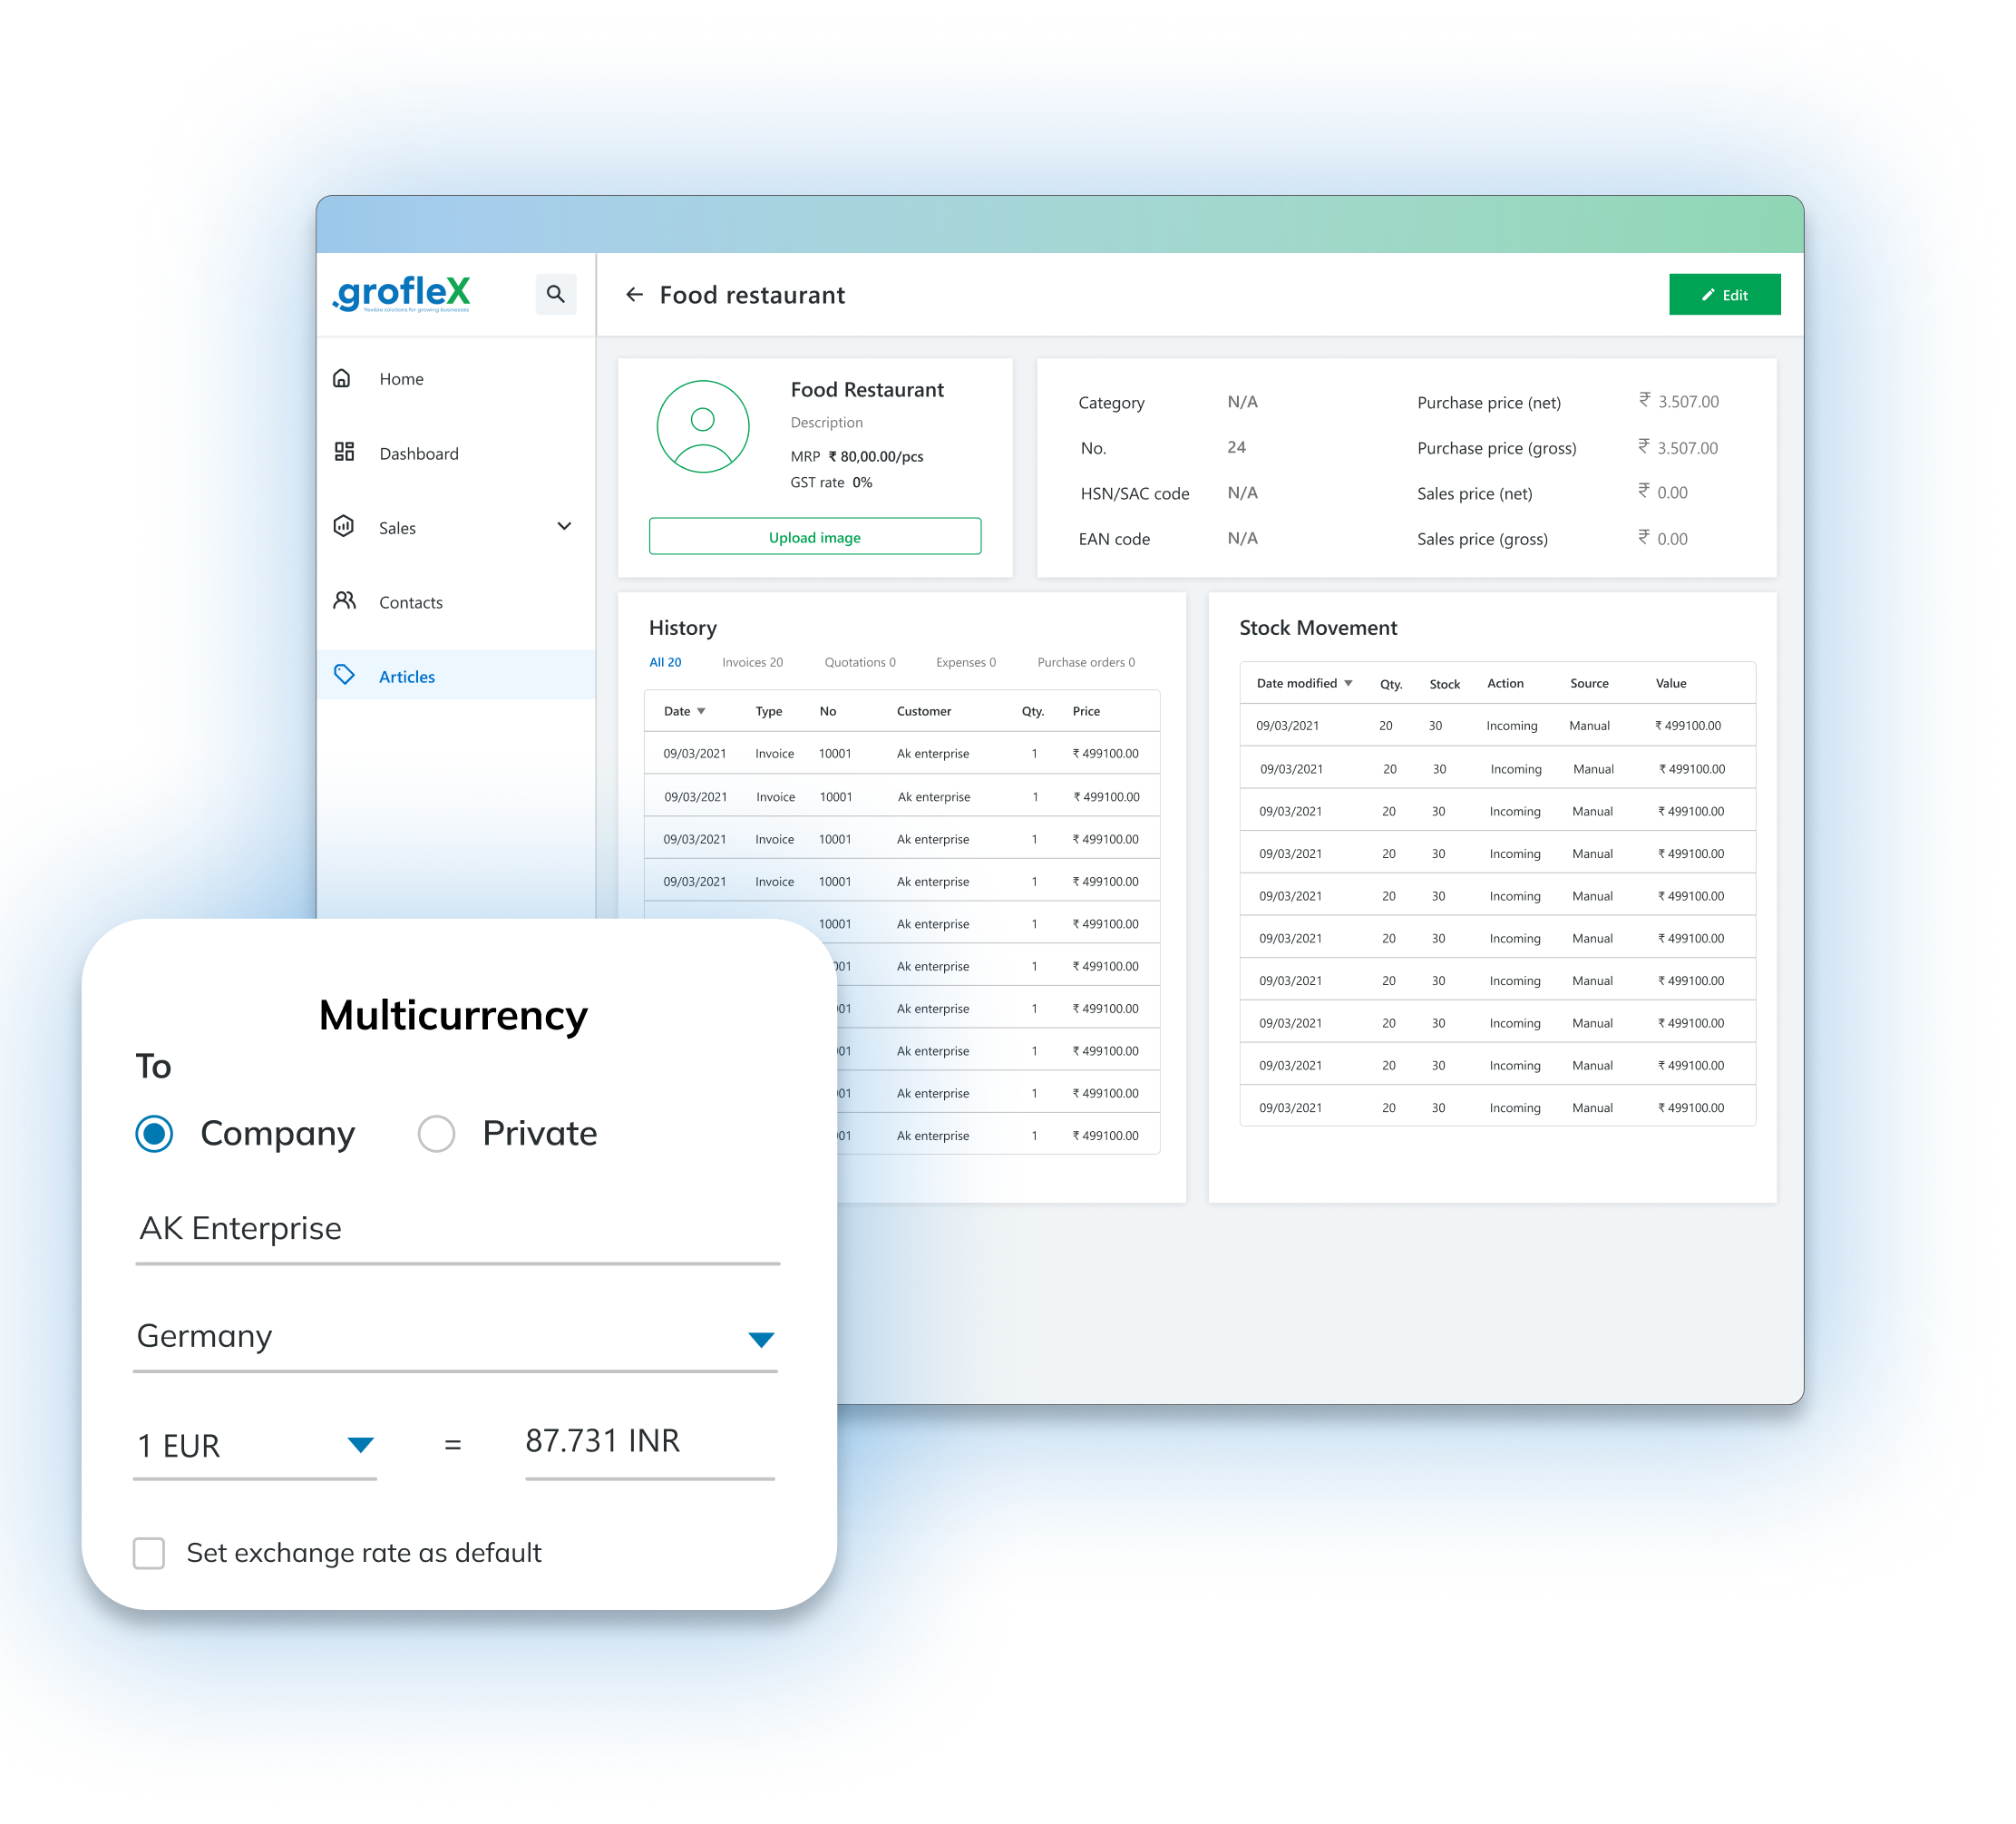 .grofleX
flexible solutions for growing businesses
Food restaurant
Edit
Home
Dashboard
Sales
Contacts
Articles
Food Restaurant
Description
MRP ₹ 80,00.00/pcs
GST rate 0%
Upload image
Category N/A Purchase price (net) ₹ 3.507.00
No. 24 Purchase price (gross) ₹ 3.507.00
HSN/SAC code N/A Sales price (net) ₹ 0.00
EAN code N/A Sales price (gross) ₹ 0.00
History
All 20 Invoices 20 Quotations 0 Expenses 0 Purchase orders 0
Date Type No Customer Qty. Price
09/03/2021 Invoice 10001 Ak enterprise 1 ₹ 499100.00
09/03/2021 Invoice 10001 Ak enterprise 1 ₹ 499100.00
09/03/2021 Invoice 10001 Ak enterprise 1 ₹ 499100.00
09/03/2021 Invoice 10001 Ak enterprise 1 ₹ 499100.00
10001 Ak enterprise 1 ₹ 499100.00
001 Ak enterprise 1 ₹ 499100.00
01 Ak enterprise 1 ₹ 499100.00
01 Ak enterprise 1 ₹ 499100.00
01 Ak enterprise 1 ₹ 499100.00
01 Ak enterprise 1 ₹ 499100.00
Stock Movement
Date modified Qty. Stock Action Source Value
09/03/2021 20 30 Incoming Manual ₹ 499100.00
09/03/2021 20 30 Incoming Manual ₹ 499100.00
09/03/2021 20 30 Incoming Manual ₹ 499100.00
09/03/2021 20 30 Incoming Manual ₹ 499100.00
09/03/2021 20 30 Incoming Manual ₹ 499100.00
09/03/2021 20 30 Incoming Manual ₹ 499100.00
09/03/2021 20 30 Incoming Manual ₹ 499100.00
09/03/2021 20 30 Incoming Manual ₹ 499100.00
09/03/2021 20 30 Incoming Manual ₹ 499100.00
09/03/2021 20 30 Incoming Manual ₹ 499100.00
Multicurrency
To
Company Private
AK Enterprise
Germany
1 EUR = 87.731 INR
Set exchange rate as default